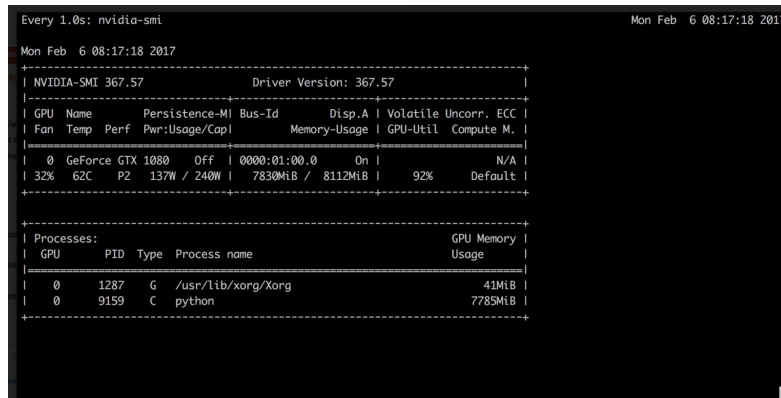 Every 1.0s: nvidia-smi Mon Feb  6 08:17:18 201
Mon Feb  6 08:17:18 2017
+-----------------------------------------------------------------------------+
| NVIDIA-SMI 367.57                 Driver Version: 367.57                    |
|-------------------------------+----------------------+----------------------+
| GPU  Name        Persistence-M| Bus-Id        Disp.A | Volatile Uncorr. ECC |
| Fan  Temp  Perf  Pwr:Usage/Cap|         Memory-Usage | GPU-Util  Compute M. |
|===============================+======================+======================|
|   0  GeForce GTX 1080    Off  | 0000:01:00.0      On |                  N/A |
| 32%   62C    P2   137W / 240W |   7830MiB /  8112MiB |     92%      Default |
+-------------------------------+----------------------+----------------------+
+-----------------------------------------------------------------------------+
| Processes:                                                       GPU Memory |
|  GPU       PID  Type  Process name                               Usage      |
|=============================================================================|
|    0      1287    G   /usr/lib/xorg/Xorg                              41MiB |
|    0      9159    C   python                                        7785MiB |
+-----------------------------------------------------------------------------+